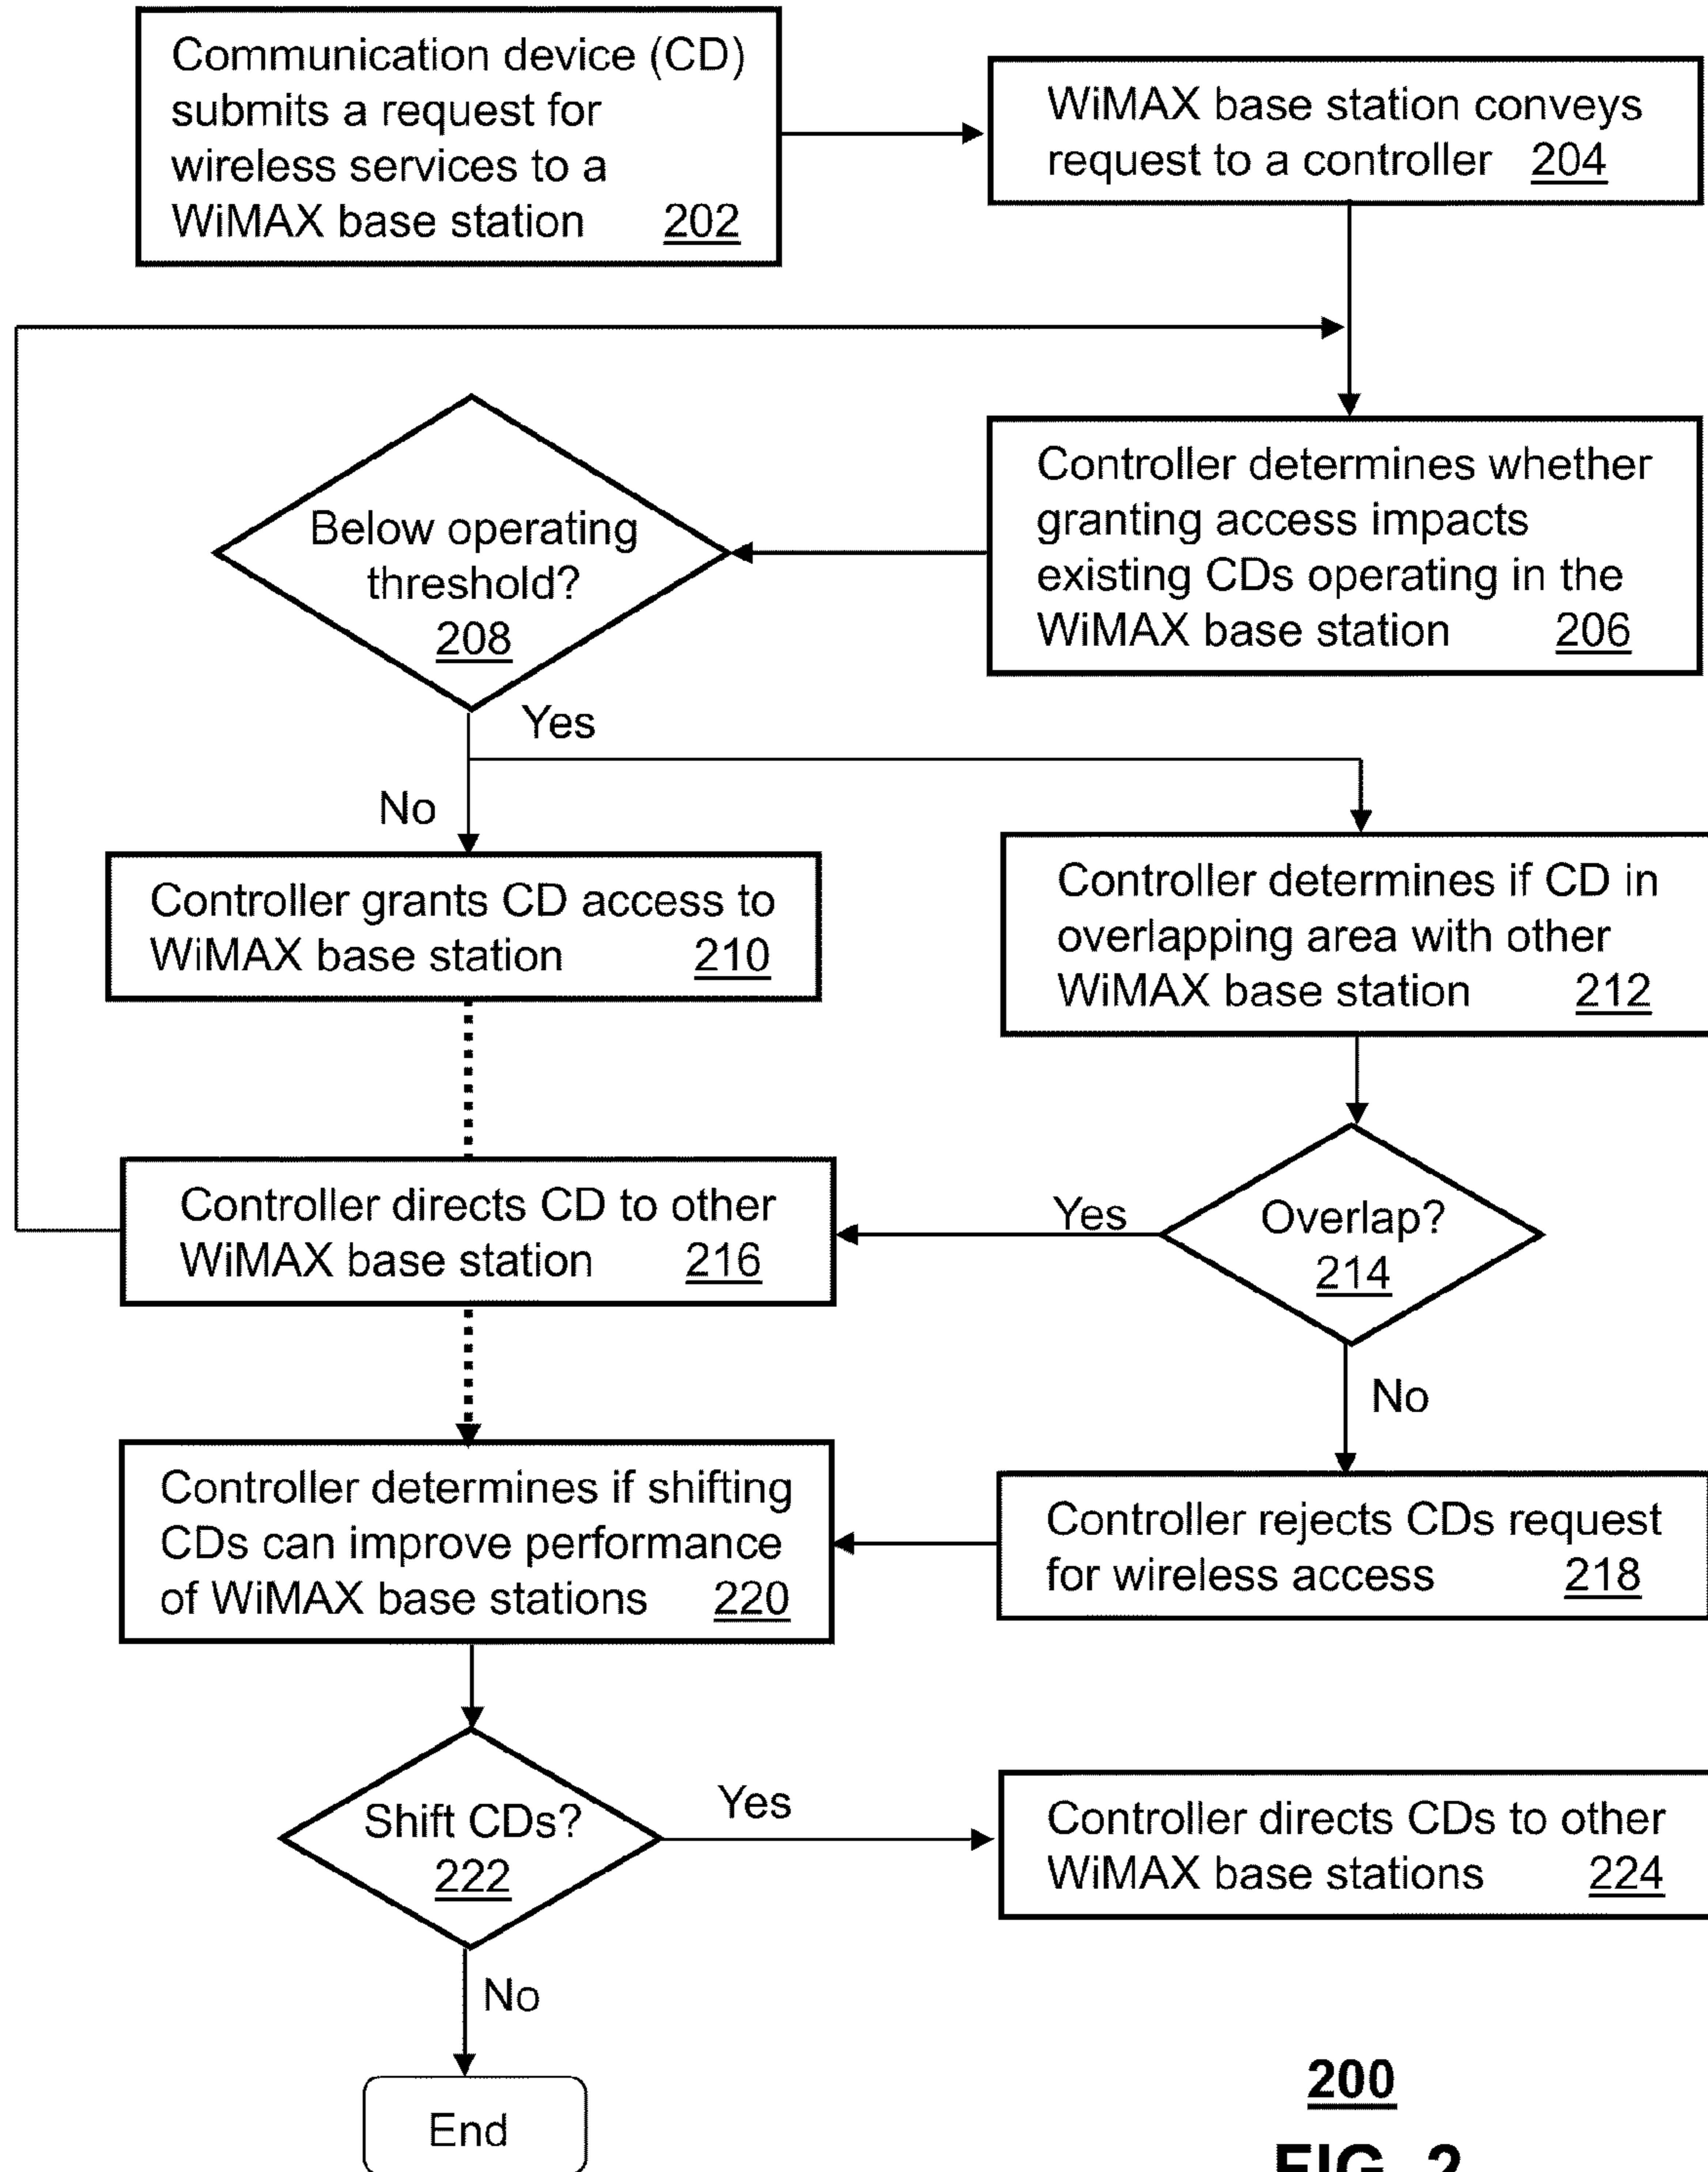 Communication device (CD)
submits a request for
wireless services to a
WiMAX base station 202
WiMAX base station conveys
request to a controller 204
Controller determines whether
granting access impacts
existing CDs operating in the
WiMAX base station 206
Below operating
threshold?
208
Yes
No
Controller grants CD access to
WiMAX base station 210
Controller determines if CD in
overlapping area with other
WiMAX base station 212
Overlap?
214
Yes
Controller directs CD to other
WiMAX base station 216
No
Controller rejects CDs request
for wireless access 218
Controller determines if shifting
CDs can improve performance
of WiMAX base stations 220
Shift CDs?
222
Yes
Controller directs CDs to other
WiMAX base stations 224
No
End
200
FIG. 2